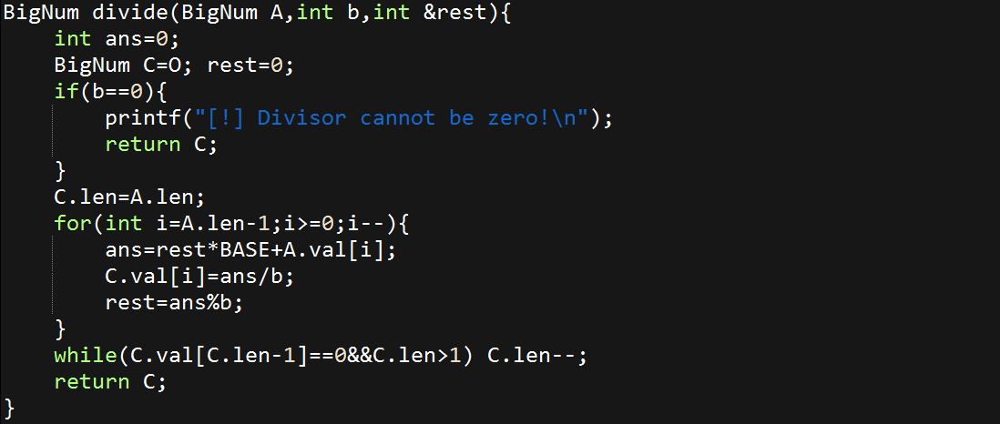 BigNum divide(BigNum A,int b,int &rest){
    int ans=0;
    BigNum C=O; rest=0;
    if(b==0){
        printf("[!] Divisor cannot be zero!\n");
        return C;
    }
    C.len=A.len;
    for(int i=A.len-1;i>=0;i--){
        ans=rest*BASE+A.val[i];
        C.val[i]=ans/b;
        rest=ans%b;
    }
    while(C.val[C.len-1]==0&&C.len>1) C.len--;
    return C;
}